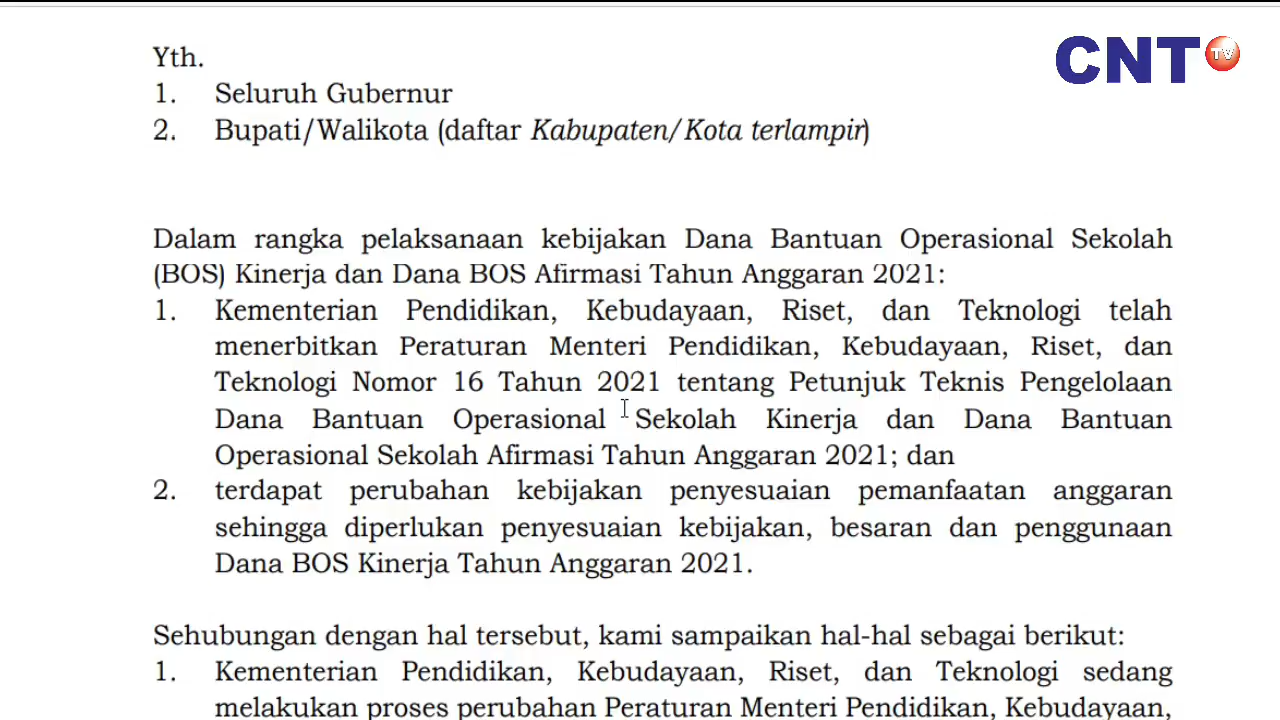 CNT TV
Yth.
1. Seluruh Gubernur
2. Bupati/Walikota (daftar Kabupaten/Kota terlampir)
Dalam rangka pelaksanaan kebijakan Dana Bantuan Operasional Sekolah
(BOS) Kinerja dan Dana BOS Afirmasi Tahun Anggaran 2021:
1. Kementerian Pendidikan, Kebudayaan, Riset, dan Teknologi telah
menerbitkan Peraturan Menteri Pendidikan, Kebudayaan, Riset, dan
Teknologi Nomor 16 Tahun 2021 tentang Petunjuk Teknis Pengelolaan
Dana Bantuan Operasional Sekolah Kinerja dan Dana Bantuan
Operasional Sekolah Afirmasi Tahun Anggaran 2021; dan
2. terdapat perubahan kebijakan penyesuaian pemanfaatan anggaran
sehingga diperlukan penyesuaian kebijakan, besaran dan penggunaan
Dana BOS Kinerja Tahun Anggaran 2021.
Sehubungan dengan hal tersebut, kami sampaikan hal-hal sebagai berikut:
1. Kementerian Pendidikan, Kebudayaan, Riset, dan Teknologi sedang
melakukan proses perubahan Peraturan Menteri Pendidikan, Kebudayaan,